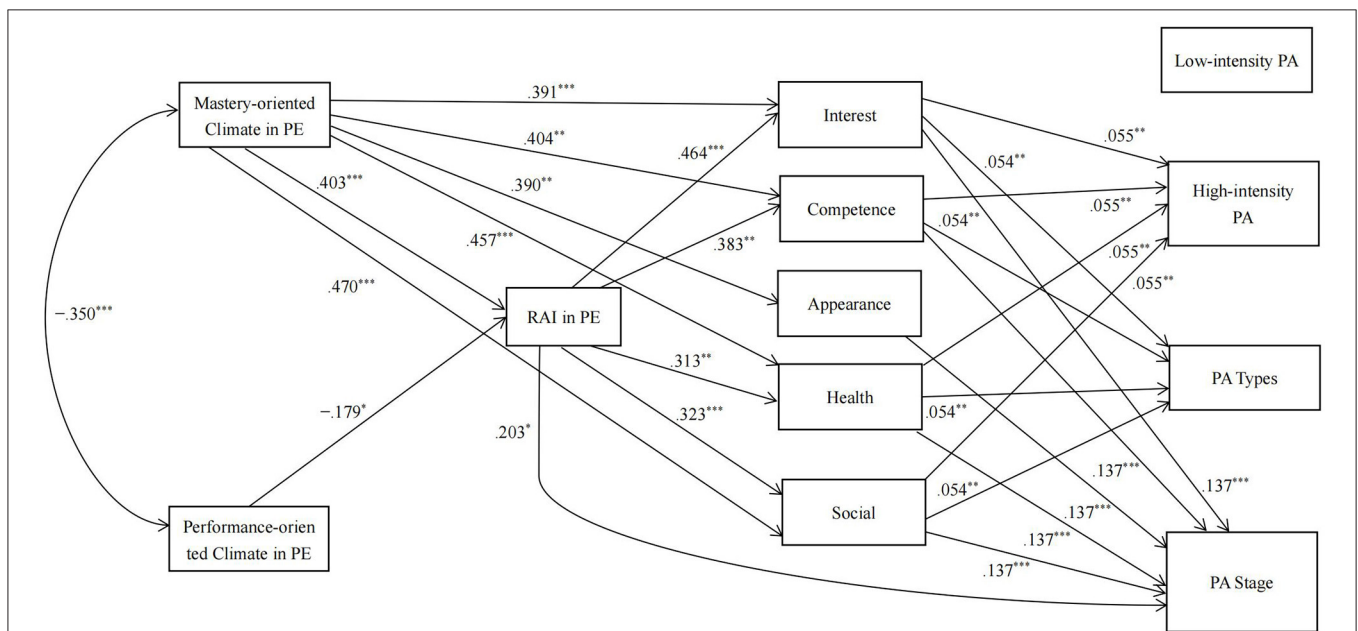 Low-intensity PA
Mastery-oriented
Climate in PE
.391***
Interest
.055**
.404**
.464***
.054**
.403***
.390**
Competence
High-intensity
PA
.055**
.054**
.457***
.383**
.055**
.470***
.055**
−.350***
RAI in PE
Appearance
.313**
PA Types
Health
−.179*
.323***
.054**
.203*
.137***
.137***
.054**
Performance-orien
ted Climate in PE
Social
.137***
.137***
.137***
PA Stage